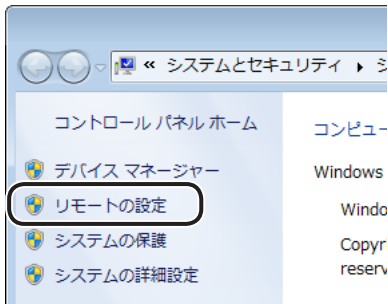 « システムとセキュリティ ▸
コントロール パネル ホーム
デバイス マネージャー
リモートの設定
システムの保護
システムの詳細設定
コンピュー
Windows
Windo
Copyr
reserv